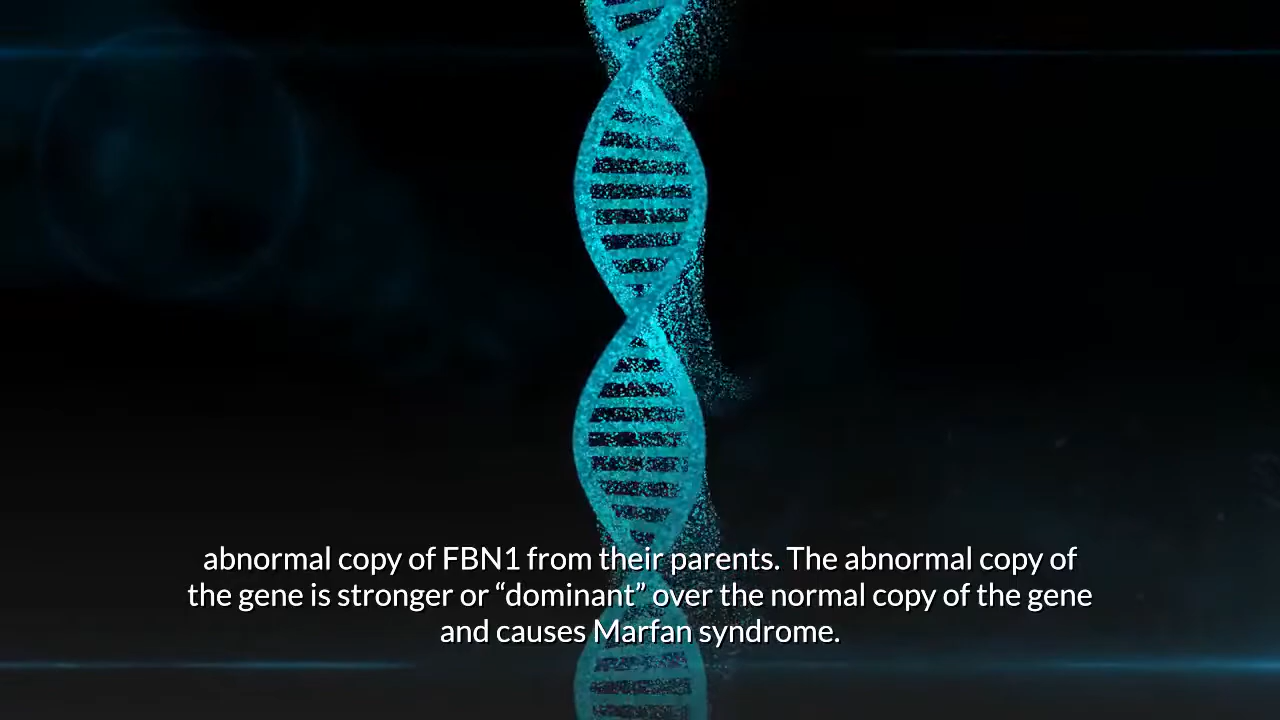 abnormal copy of FBN1 from their parents. The abnormal copy of
the gene is stronger or “dominant” over the normal copy of the gene
and causes Marfan syndrome.